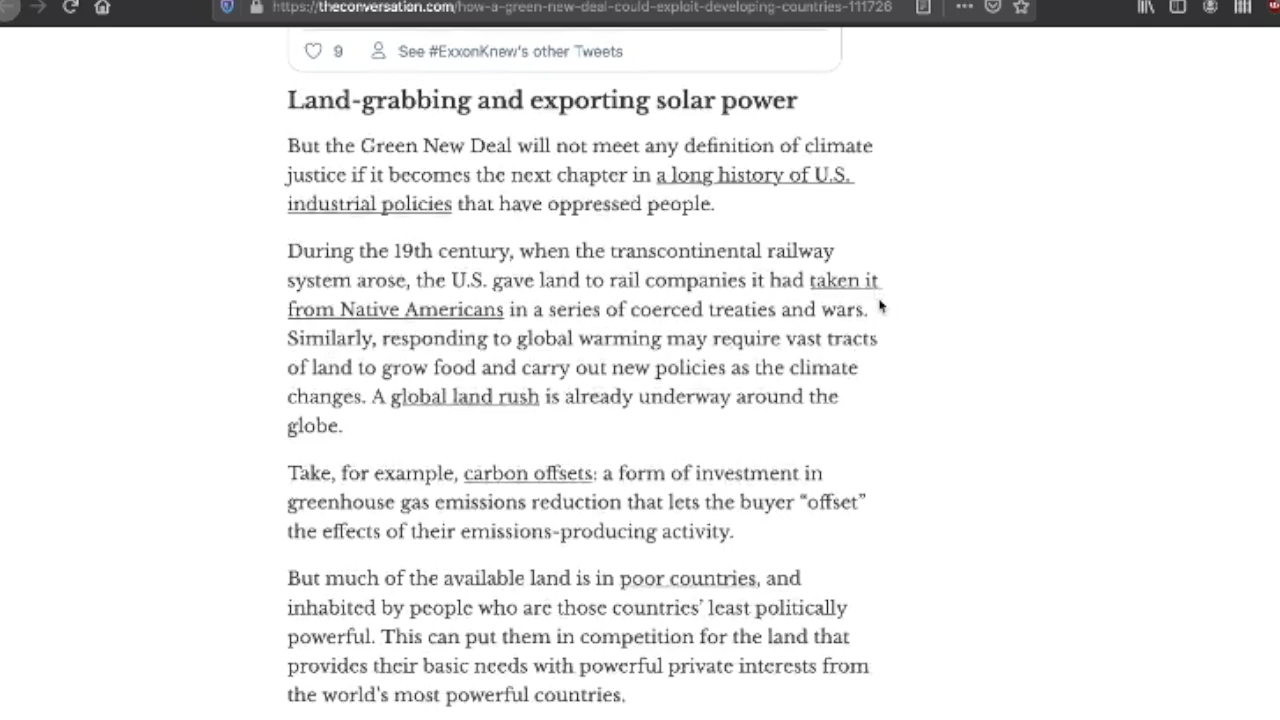 https://theconversation.com/how-a-green-new-deal-could-exploit-developing-countries-111726
9 See #ExxonKnew's other Tweets
Land-grabbing and exporting solar power
But the Green New Deal will not meet any definition of climate
justice if it becomes the next chapter in a long history of U.S.
industrial policies that have oppressed people.
During the 19th century, when the transcontinental railway
system arose, the U.S. gave land to rail companies it had taken it
from Native Americans in a series of coerced treaties and wars.
Similarly, responding to global warming may require vast tracts
of land to grow food and carry out new policies as the climate
changes. A global land rush is already underway around the
globe.
Take, for example, carbon offsets: a form of investment in
greenhouse gas emissions reduction that lets the buyer “offset”
the effects of their emissions-producing activity.
But much of the available land is in poor countries, and
inhabited by people who are those countries’ least politically
powerful. This can put them in competition for the land that
provides their basic needs with powerful private interests from
the world's most powerful countries.